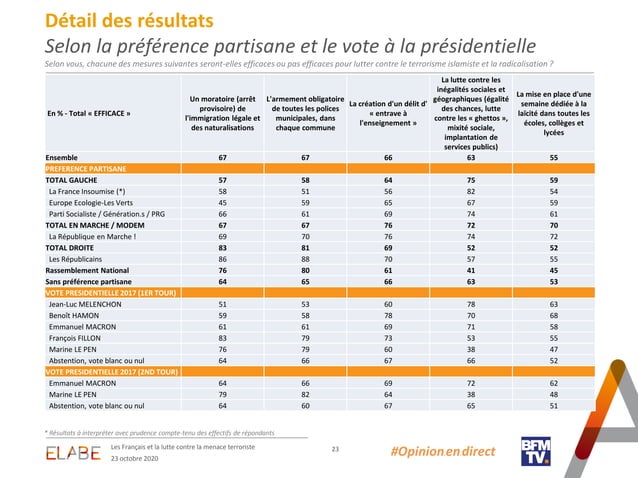 Détail des résultats
Selon la préférence partisane et le vote à la présidentielle
Selon vous, chacune des mesures suivantes seront-elles efficaces ou pas efficaces pour lutter contre le terrorisme islamiste et la radicalisation ?
En % - Total « EFFICACE »
Un moratoire (arrêt
provisoire) de
l'immigration légale et
des naturalisations
L'armement obligatoire
de toutes les polices
municipales, dans
chaque commune
La création d'un délit d'
« entrave à
l'enseignement »
La lutte contre les
inégalités sociales et
géographiques (égalité
des chances, lutte
contre les « ghettos »,
mixité sociale,
implantation de
services publics)
La mise en place d'une
semaine dédiée à la
laïcité dans toutes les
écoles, collèges et
lycées
Ensemble 67 67 66 63 55
PREFERENCE PARTISANE
TOTAL GAUCHE 57 58 64 75 59
La France Insoumise (*) 58 51 56 82 54
Europe Ecologie-Les Verts 45 59 65 67 59
Parti Socialiste / Génération.s / PRG 66 61 69 74 61
TOTAL EN MARCHE / MODEM 67 67 76 72 70
La République en Marche ! 69 70 76 74 72
TOTAL DROITE 83 81 69 52 52
Les Républicains 86 88 70 57 55
Rassemblement National 76 80 61 41 45
Sans préférence partisane 64 65 66 63 53
VOTE PRESIDENTIELLE 2017 (1ER TOUR)
Jean-Luc MELENCHON 51 53 60 78 63
Benoît HAMON 59 58 78 70 68
Emmanuel MACRON 61 61 69 71 58
François FILLON 83 79 73 53 55
Marine LE PEN 76 79 60 38 47
Abstention, vote blanc ou nul 64 66 67 66 52
VOTE PRESIDENTIELLE 2017 (2ND TOUR)
Emmanuel MACRON 64 66 69 72 62
Marine LE PEN 79 82 64 38 48
Abstention, vote blanc ou nul 64 60 67 65 51
* Résultats à interpréter avec prudence compte-tenu des effectifs de répondants
ELABE
Les Français et la lutte contre la menace terroriste
23 octobre 2020
23
#Opinionendirect
BFM
TV.